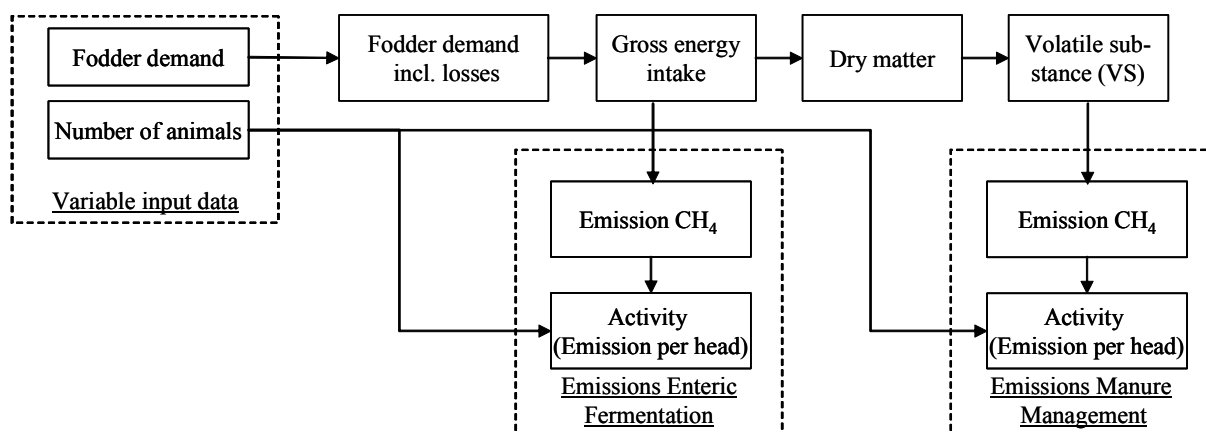 Fodder demand
Number of animals
Variable input data
Fodder demand
incl. losses
Gross energy
intake
Dry matter
Volatile sub-
stance (VS)
Emission CH₄
Activity
(Emission per head)
Emissions Enteric
Fermentation
Emission CH₄
Activity
(Emission per head)
Emissions Manure
Management